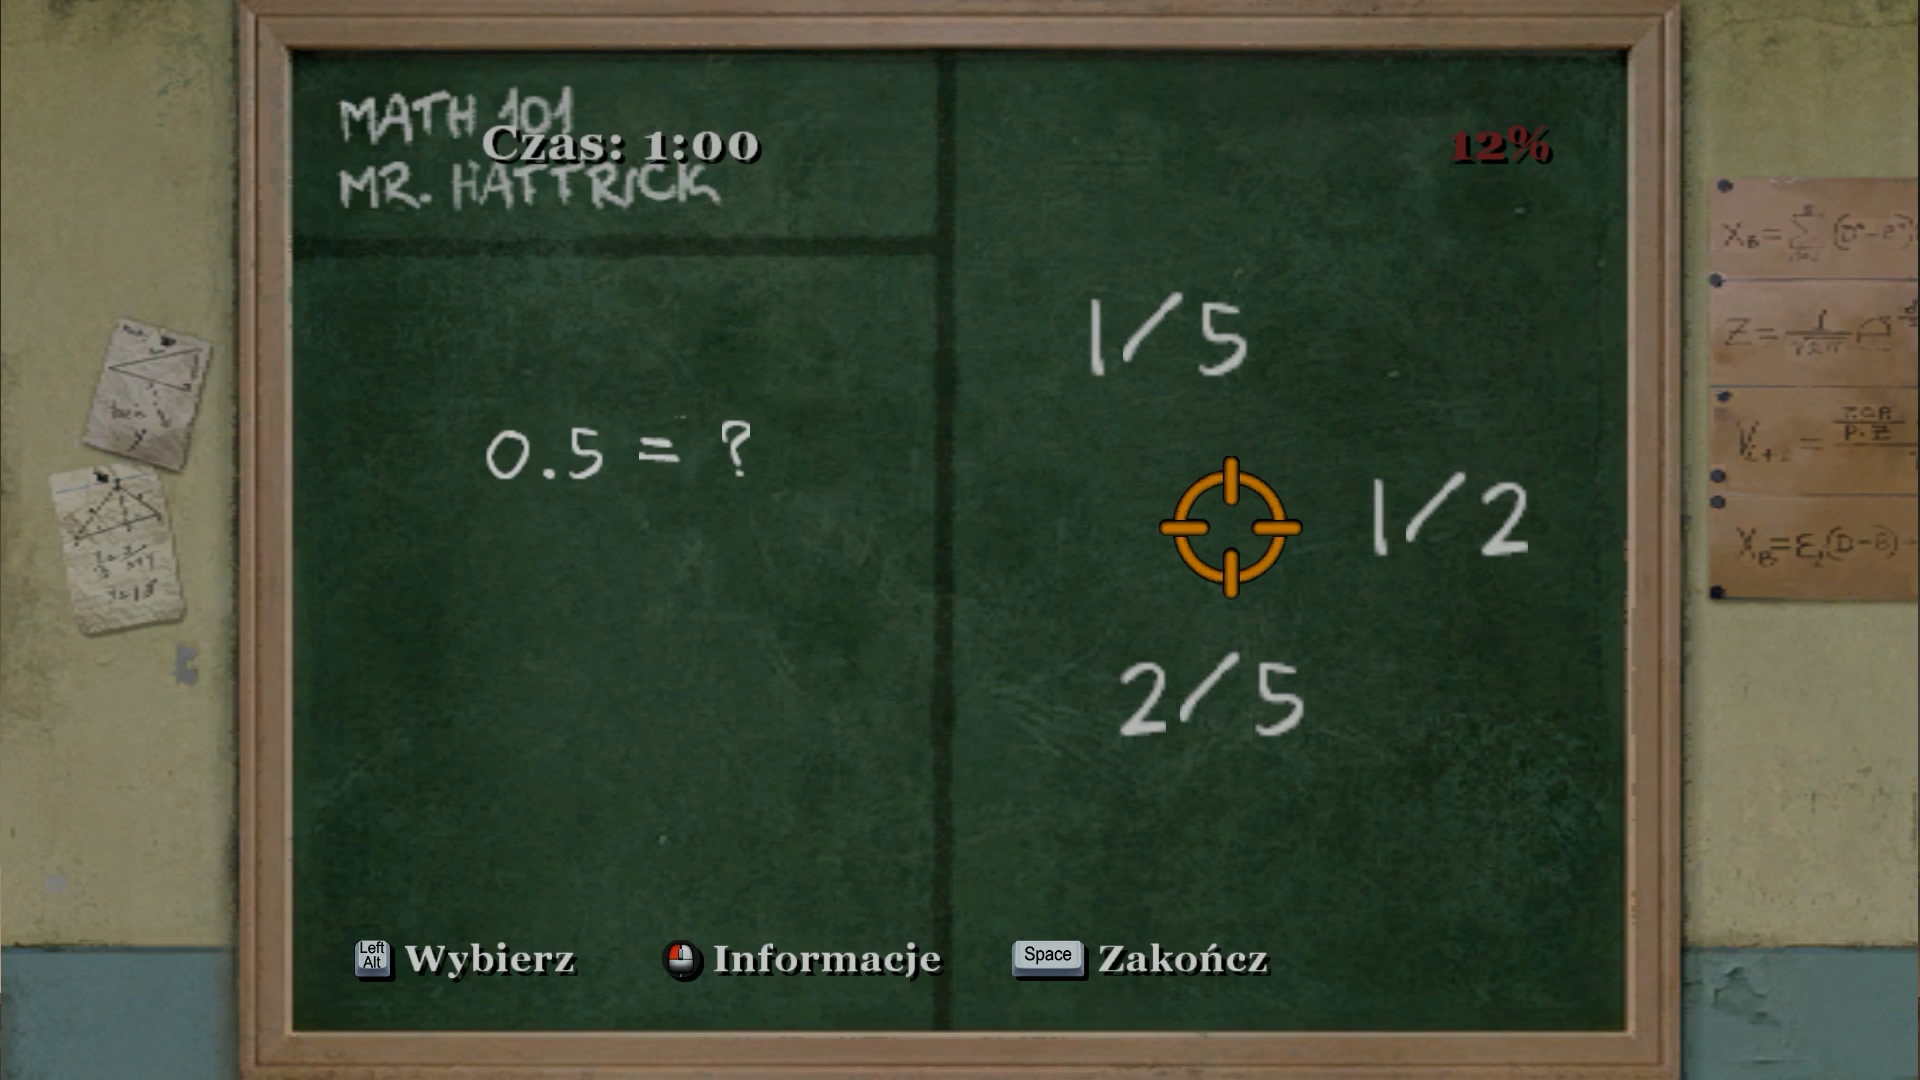 MATH 101
Czas: 1:00
12%
MR. HATTRICK
0.5 = ?
1/5
1/2
2/5
Left Alt Wybierz
Informacje
Space Zakończ